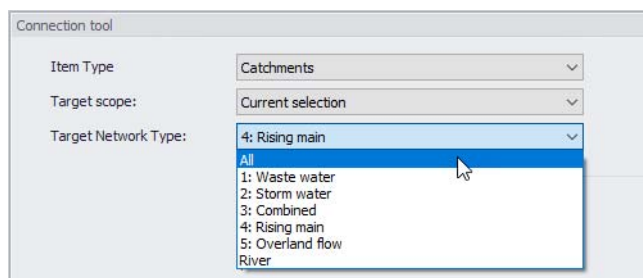 Connection tool
Item Type Catchments
Target scope: Current selection
Target Network Type: 4: Rising main
All
1: Waste water
2: Storm water
3: Combined
4: Rising main
5: Overland flow
River